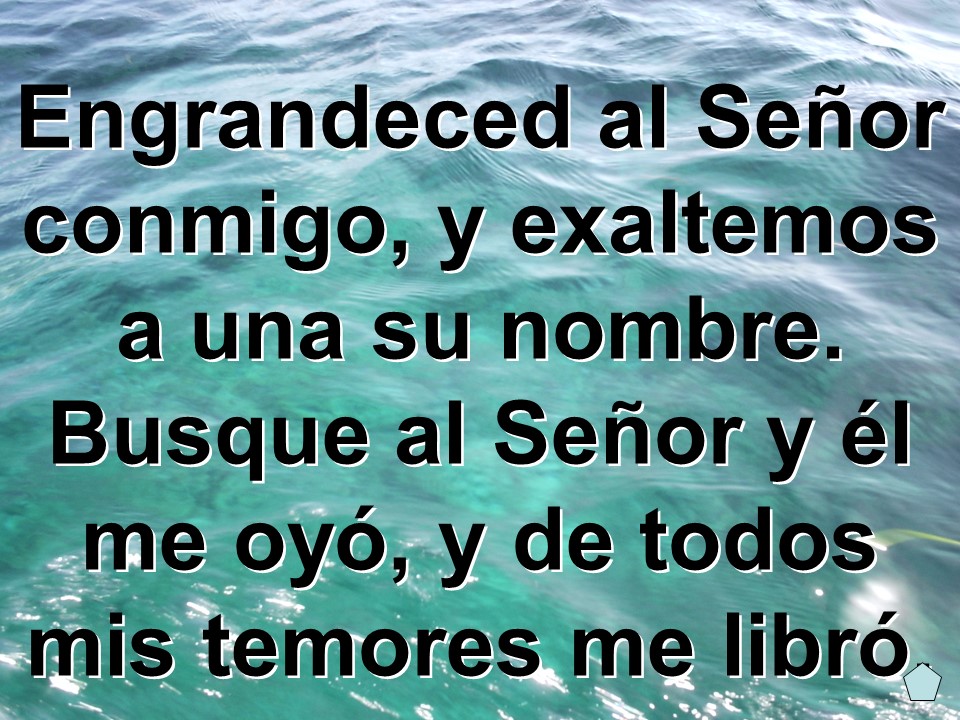 Engrandeced al Señor
conmigo, y exaltemos
a una su nombre.
Busque al Señor y él
me oyó, y de todos
mis temores me libró.